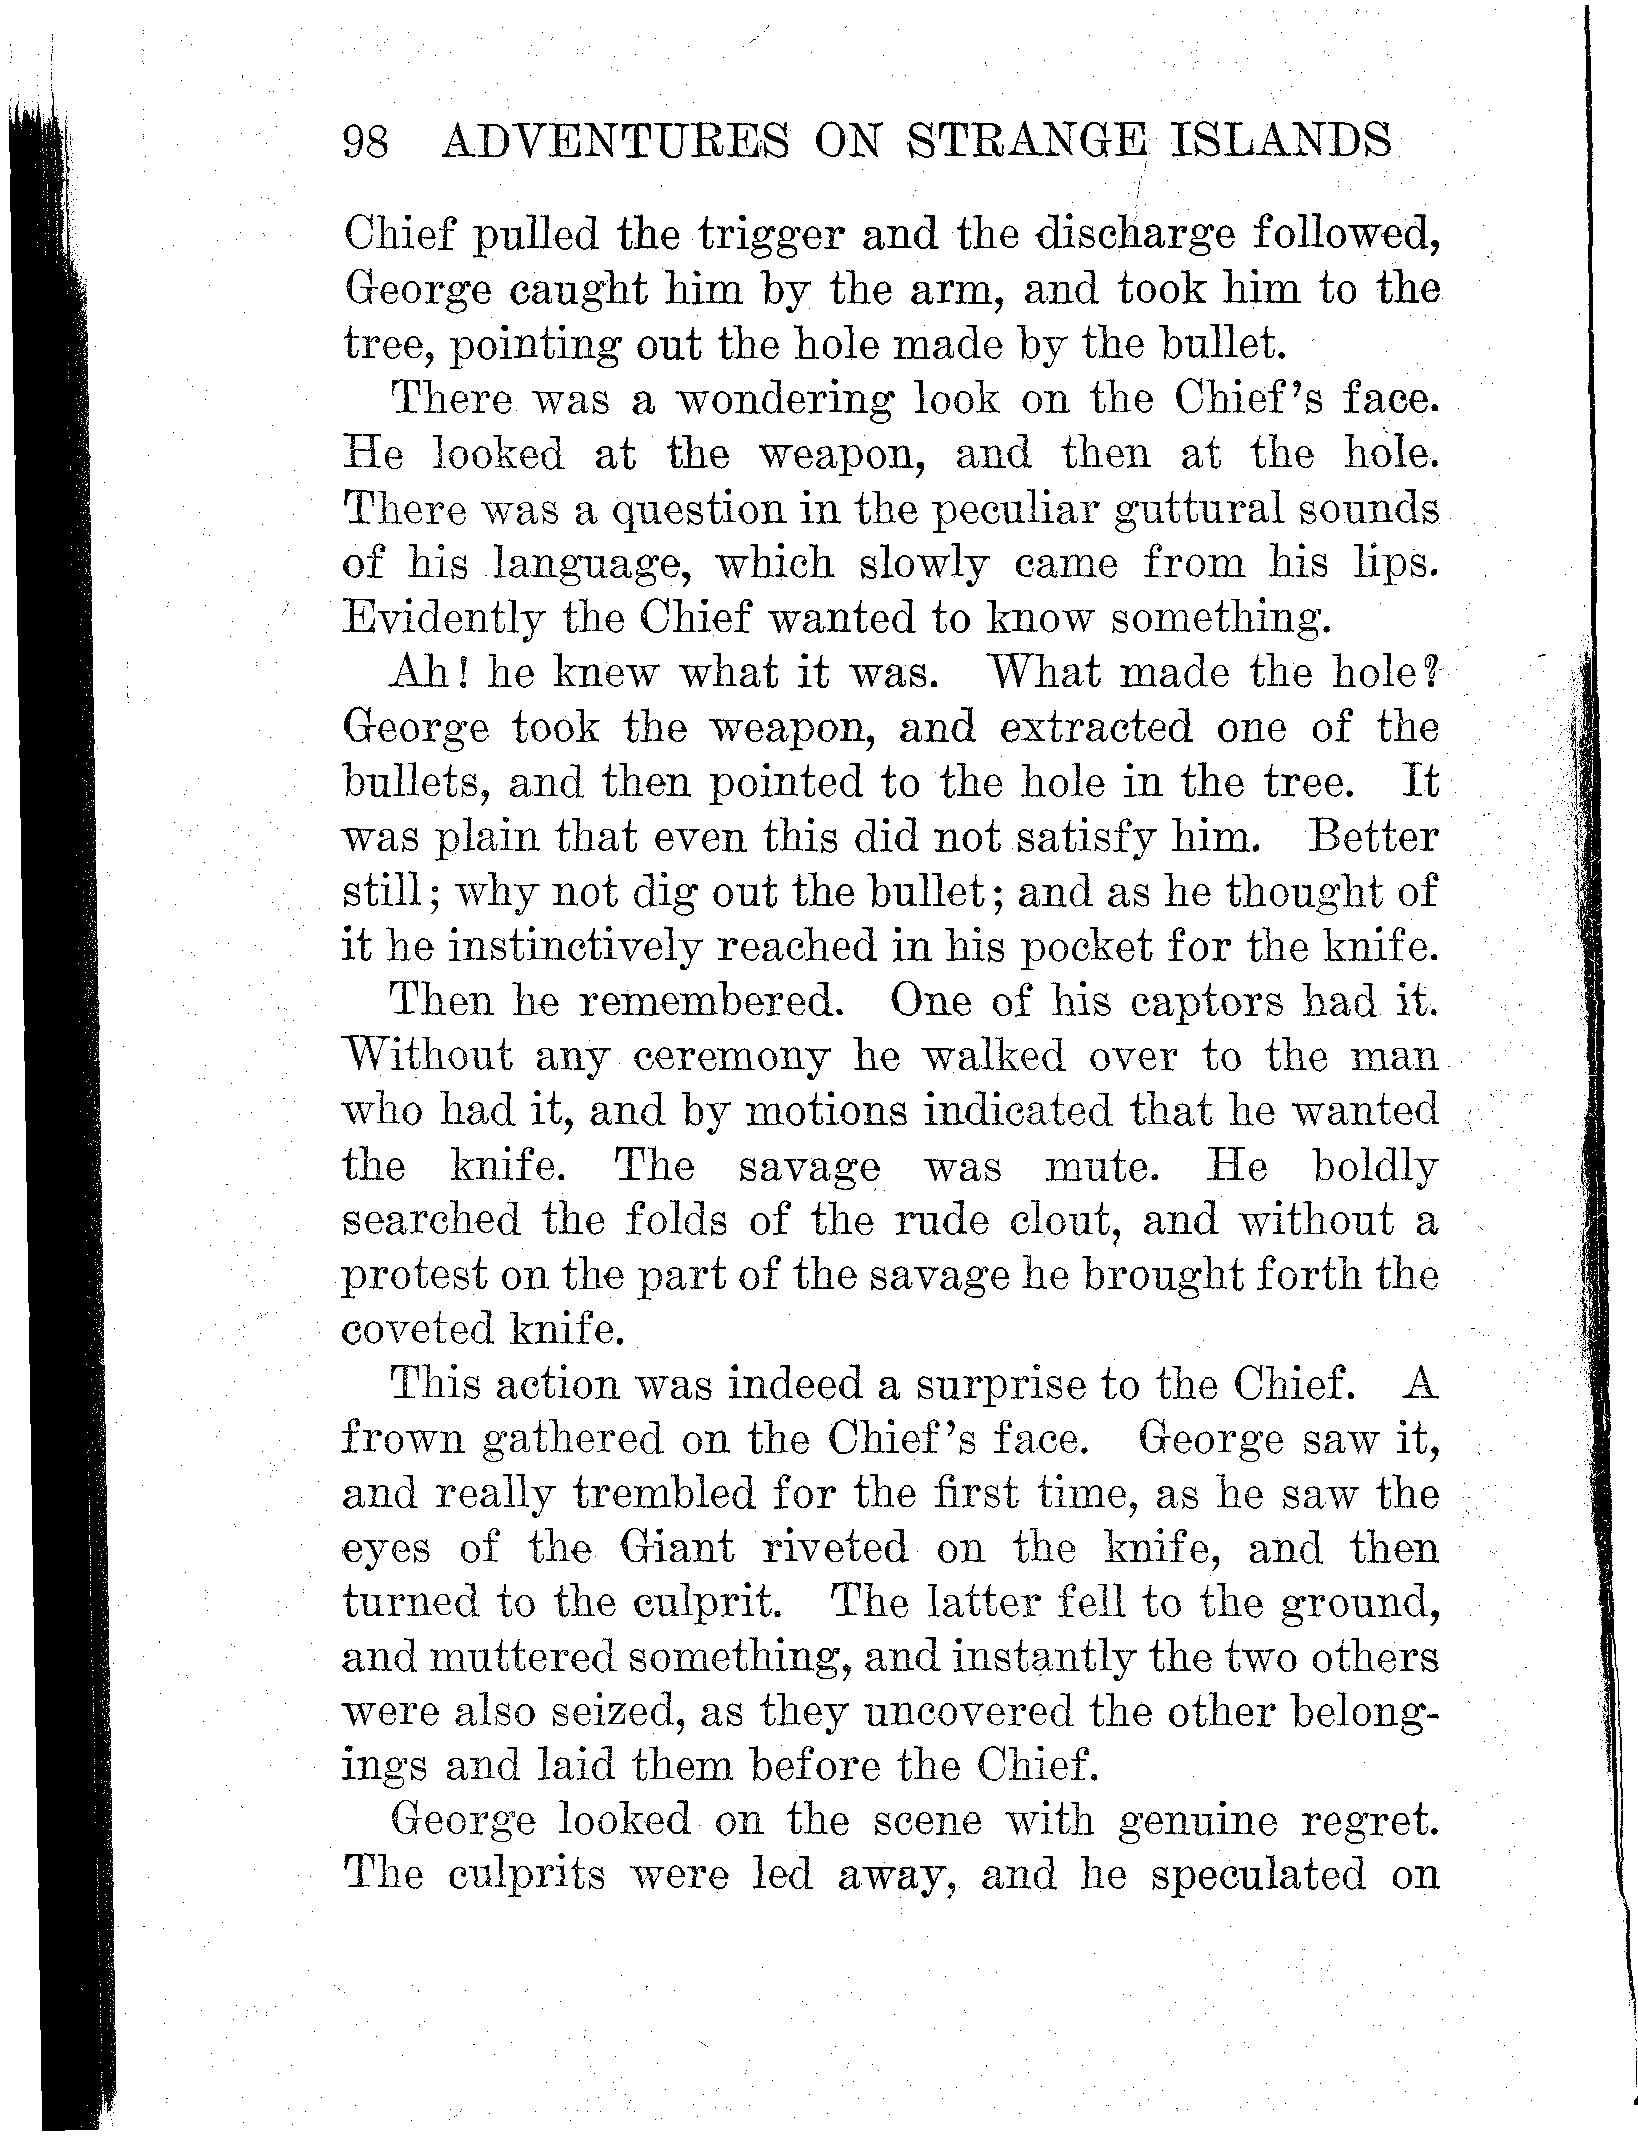 98 ADVENTURES ON STRANGE ISLANDS
Chief pulled the trigger and the discharge followed,
George caught him by the arm, and took him to the
tree, pointing out the hole made by the bullet.
There was a wondering look on the Chief's face.
He looked at the weapon, and then at the hole.
There was a question in the peculiar guttural sounds
of his language, which slowly came from his lips.
Evidently the Chief wanted to know something.
Ah! he knew what it was. What made the hole?
George took the weapon, and extracted one of the
bullets, and then pointed to the hole in the tree. It
was plain that even this did not satisfy him. Better
still; why not dig out the bullet; and as he thought of
it he instinctively reached in his pocket for the knife.
Then he remembered. One of his captors had it.
Without any ceremony he walked over to the man
who had it, and by motions indicated that he wanted
the knife. The savage was mute. He boldly
searched the folds of the rude clout, and without a
protest on the part of the savage he brought forth the
coveted knife.
This action was indeed a surprise to the Chief. A
frown gathered on the Chief's face. George saw it,
and really trembled for the first time, as he saw the
eyes of the Giant riveted on the knife, and then
turned to the culprit. The latter fell to the ground,
and muttered something, and instantly the two others
were also seized, as they uncovered the other belong-
ings and laid them before the Chief.
George looked on the scene with genuine regret.
The culprits were led away, and he speculated on